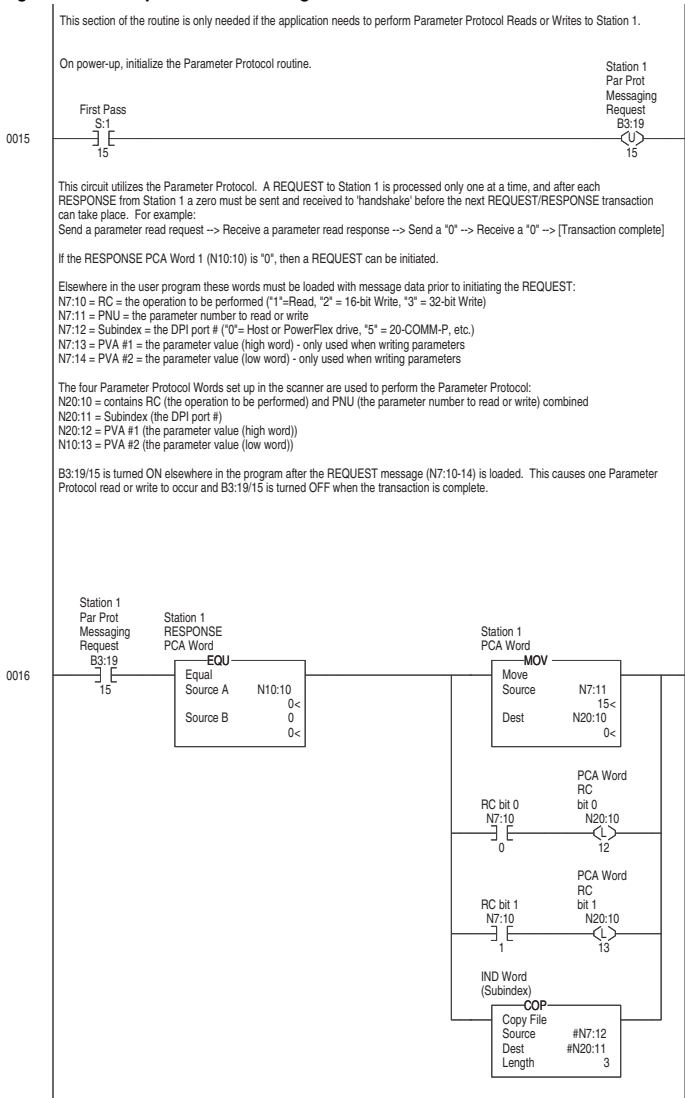 This section of the routine is only needed if the application needs to perform Parameter Protocol Reads or Writes to Station 1.
On power-up, initialize the Parameter Protocol routine.
Station 1
Par Prot
Messaging
Request
B3:19
U
15
First Pass
S:1
15
0015
This circuit utilizes the Parameter Protocol. A REQUEST to Station 1 is processed only one at a time, and after each
RESPONSE from Station 1 a zero must be sent and received to 'handshake' before the next REQUEST/RESPONSE transaction
can take place. For example:
Send a parameter read request --> Receive a parameter read response --> Send a "0" --> Receive a "0" --> [Transaction complete]
If the RESPONSE PCA Word 1 (N10:10) is "0", then a REQUEST can be initiated.
Elsewhere in the user program these words must be loaded with message data prior to initiating the REQUEST:
N7:10 = RC = the operation to be performed ("1"=Read, "2" = 16-bit Write, "3" = 32-bit Write)
N7:11 = PNU = the parameter number to read or write
N7:12 = Subindex = the DPI port # ("0"= Host or PowerFlex drive, "5" = 20-COMM-P, etc.)
N7:13 = PVA #1 = the parameter value (high word) - only used when writing parameters
N7:14 = PVA #2 = the parameter value (low word) - only used when writing parameters
The four Parameter Protocol Words set up in the scanner are used to perform the Parameter Protocol:
N20:10 = contains RC (the operation to be performed) and PNU (the parameter number to read or write) combined
N20:11 = Subindex (the DPI port #)
N20:12 = PVA #1 (the parameter value (high word))
N10:13 = PVA #2 (the parameter value (low word))
B3:19/15 is turned ON elsewhere in the program after the REQUEST message (N7:10-14) is loaded. This causes one Parameter
Protocol read or write to occur and B3:19/15 is turned OFF when the transaction is complete.
0016
Station 1
Par Prot
Messaging
Request
B3:19
15
Station 1
RESPONSE
PCA Word
EQU
Equal
Source A N10:10
0<
Source B 0
0<
Station 1
PCA Word
MOV
Move
Source N7:11
15<
Dest N20:10
0<
RC bit 0
N7:10
0
PCA Word
RC
bit 0
N20:10
L
12
RC bit 1
N7:10
1
PCA Word
RC
bit 1
N20:10
L
13
IND Word
(Subindex)
COP
Copy File
Source #N7:12
Dest #N20:11
Length 3